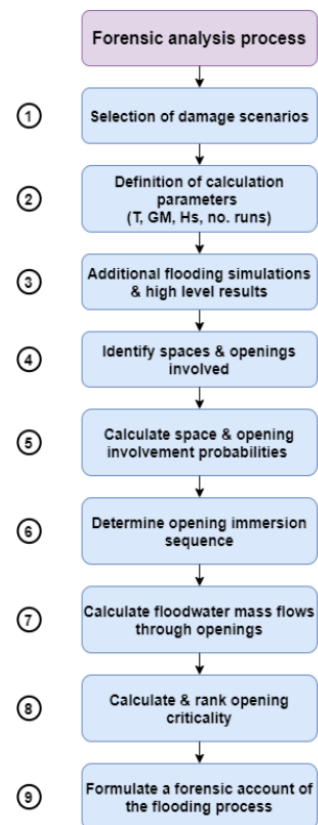 Forensic analysis process
1
Selection of damage scenarios
2
Definition of calculation
parameters
(T, GM, Hs, no. runs)
3
Additional flooding simulations
& high level results
4
Identify spaces & openings
involved
5
Calculate space & opening
involvement probabilities
6
Determine opening immersion
sequence
7
Calculate floodwater mass flows
through openings
8
Calculate & rank opening
criticality
9
Formulate a forensic account of
the flooding process